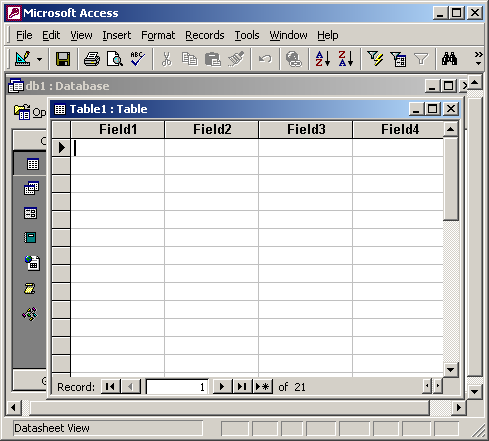 Microsoft Access
File Edit View Insert Format Records Tools Window Help
db1 : Database
Op
Table1 : Table
Field1 Field2 Field3 Field4
Record: 1 of 21
Datasheet View